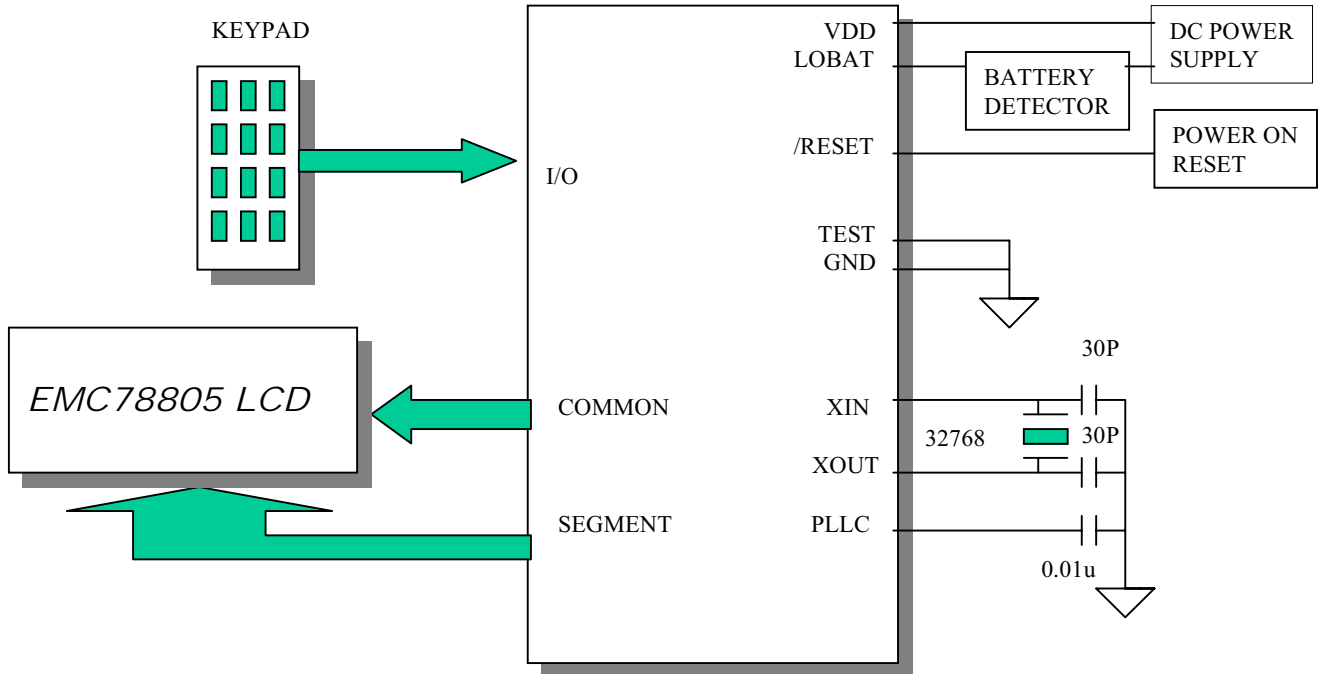 KEYPAD
I/O
EMC78805 LCD
COMMON
SEGMENT
VDD
LOBAT
/RESET
TEST
GND
XIN
XOUT
PLLC
DC POWER
SUPPLY
BATTERY
DETECTOR
POWER ON
RESET
30P
32768
30P
0.01u